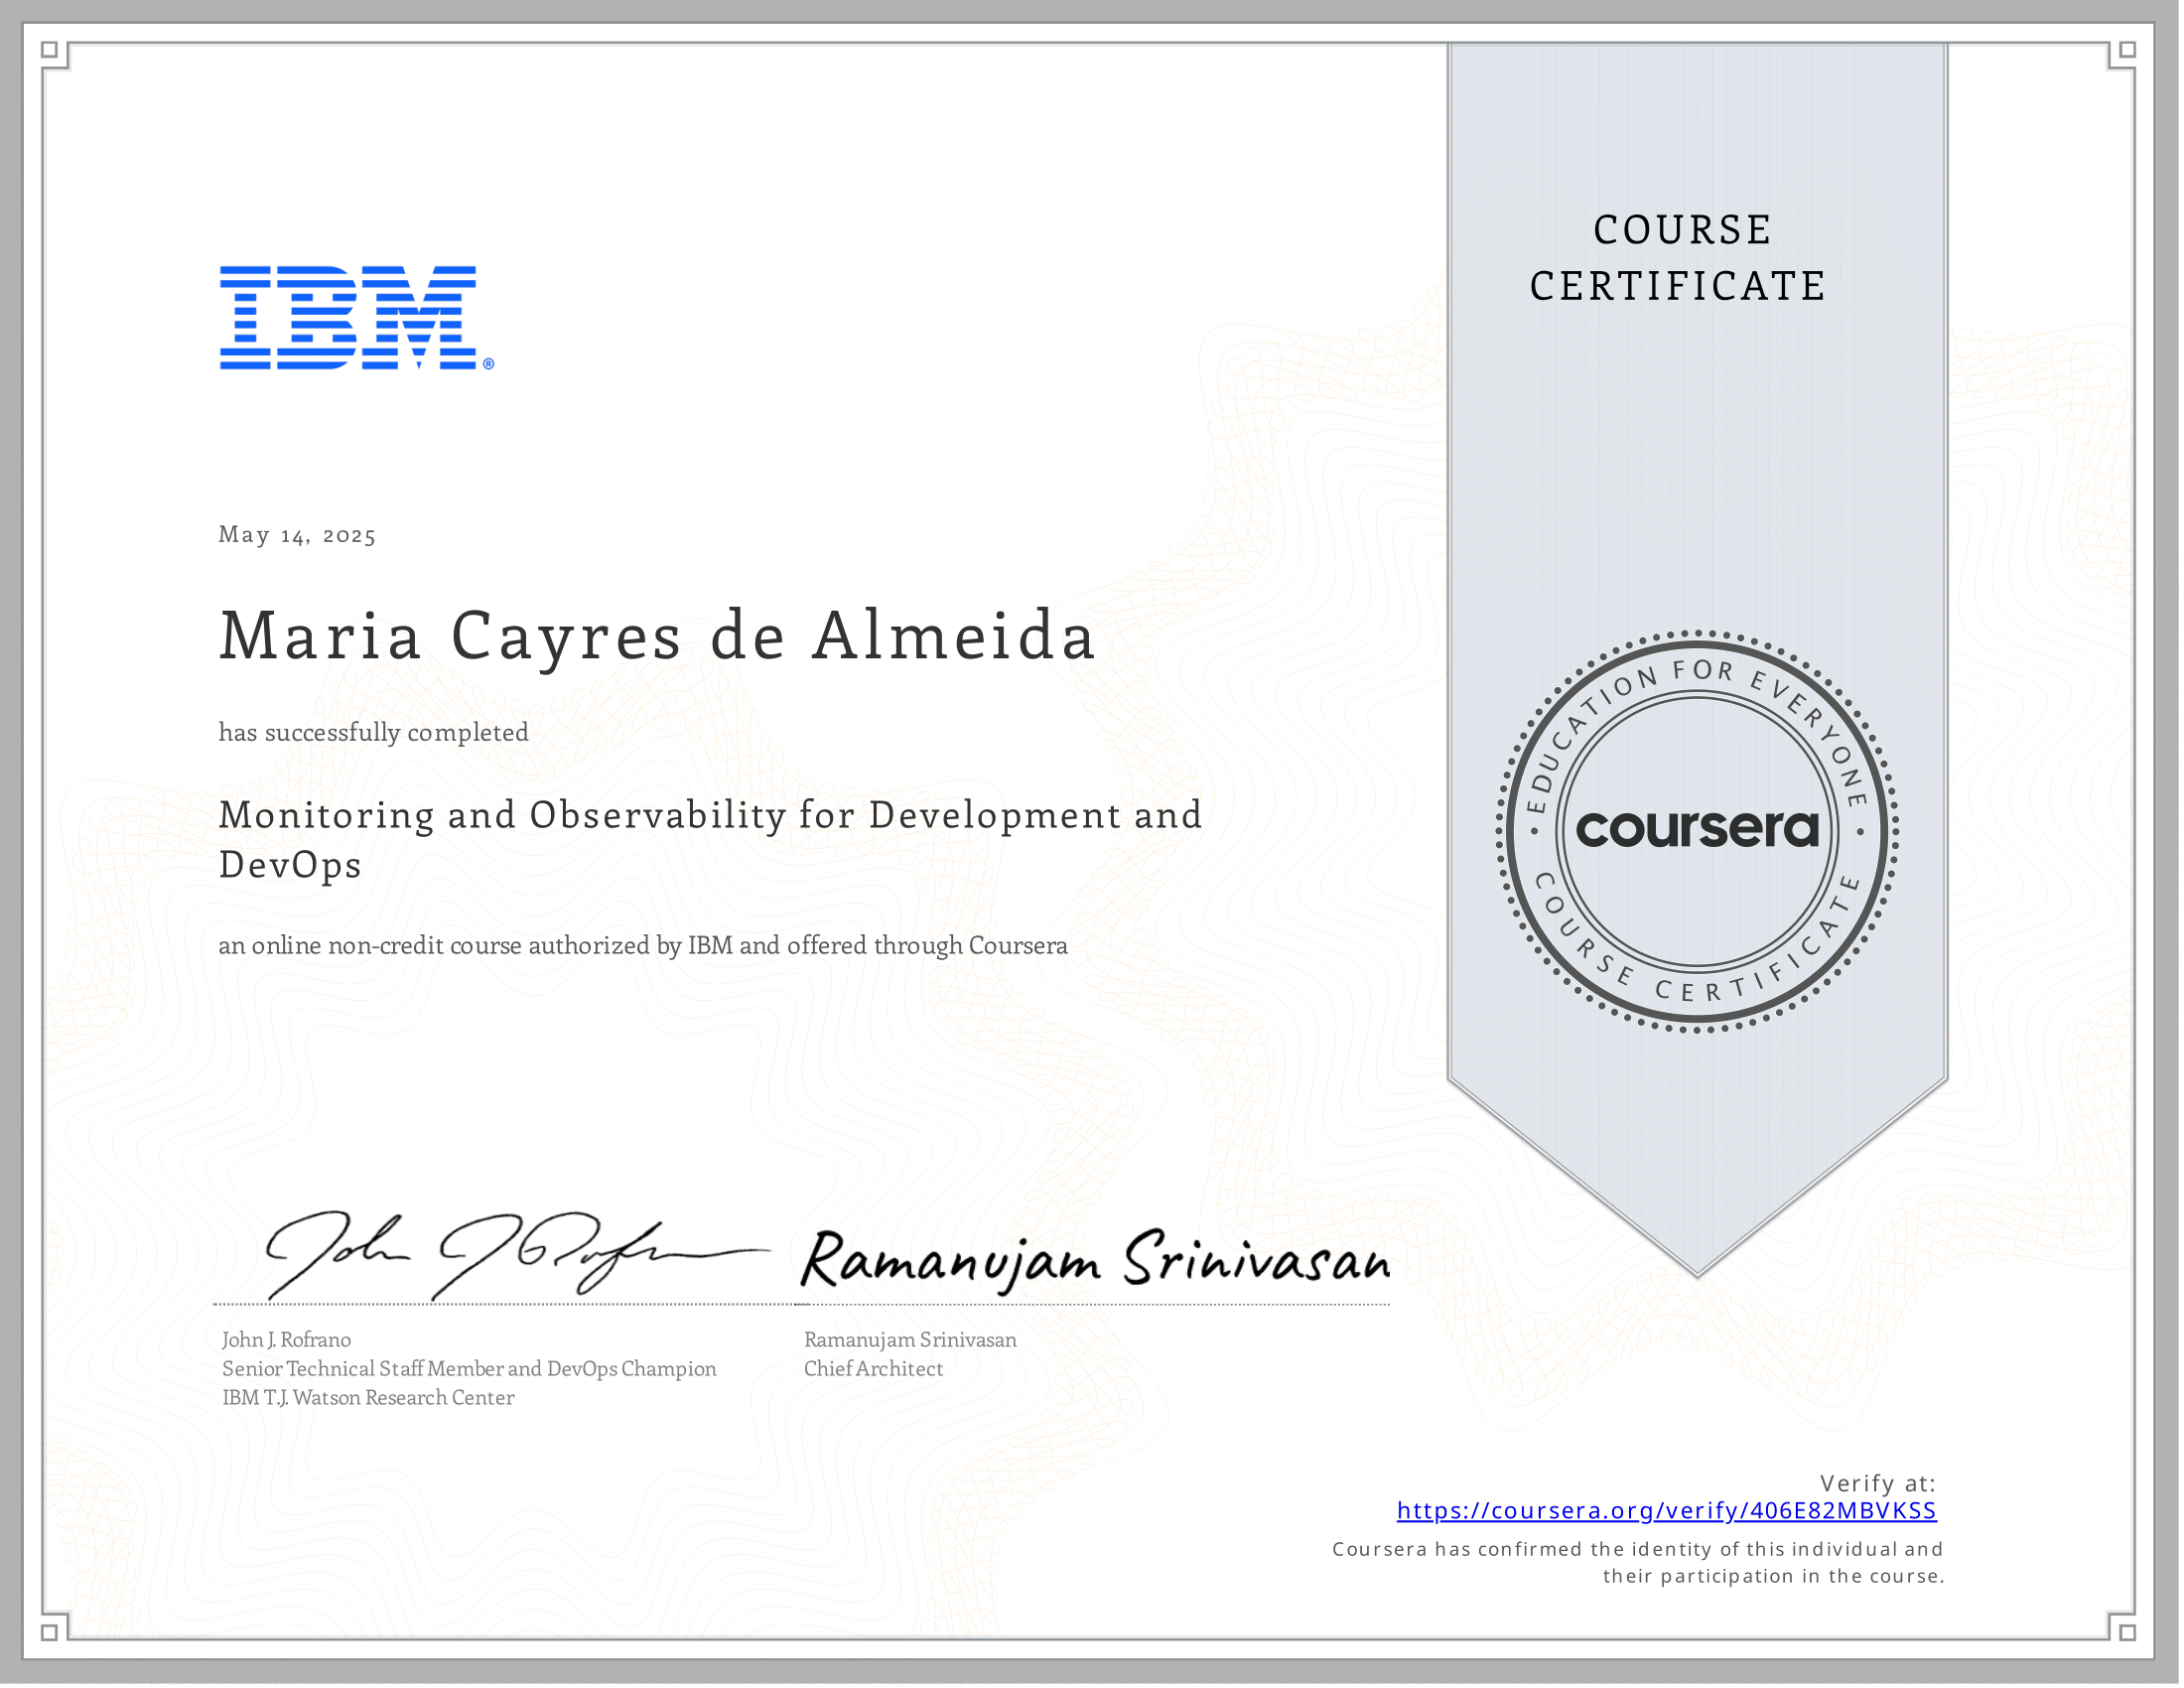 IBM®
COURSE
CERTIFICATE
May 14, 2025
Maria Cayres de Almeida
has successfully completed
Monitoring and Observability for Development and
DevOps
an online non-credit course authorized by IBM and offered through Coursera
EDUCATION FOR EVERYONE
coursera
COURSE CERTIFICATE
John J Rofrano
Ramanujam Srinivasan
John J. Rofrano
Senior Technical Staff Member and DevOps Champion
IBM T.J. Watson Research Center
Ramanujam Srinivasan
Chief Architect
Verify at:
https://coursera.org/verify/406E82MBVKSS
Coursera has confirmed the identity of this individual and
their participation in the course.